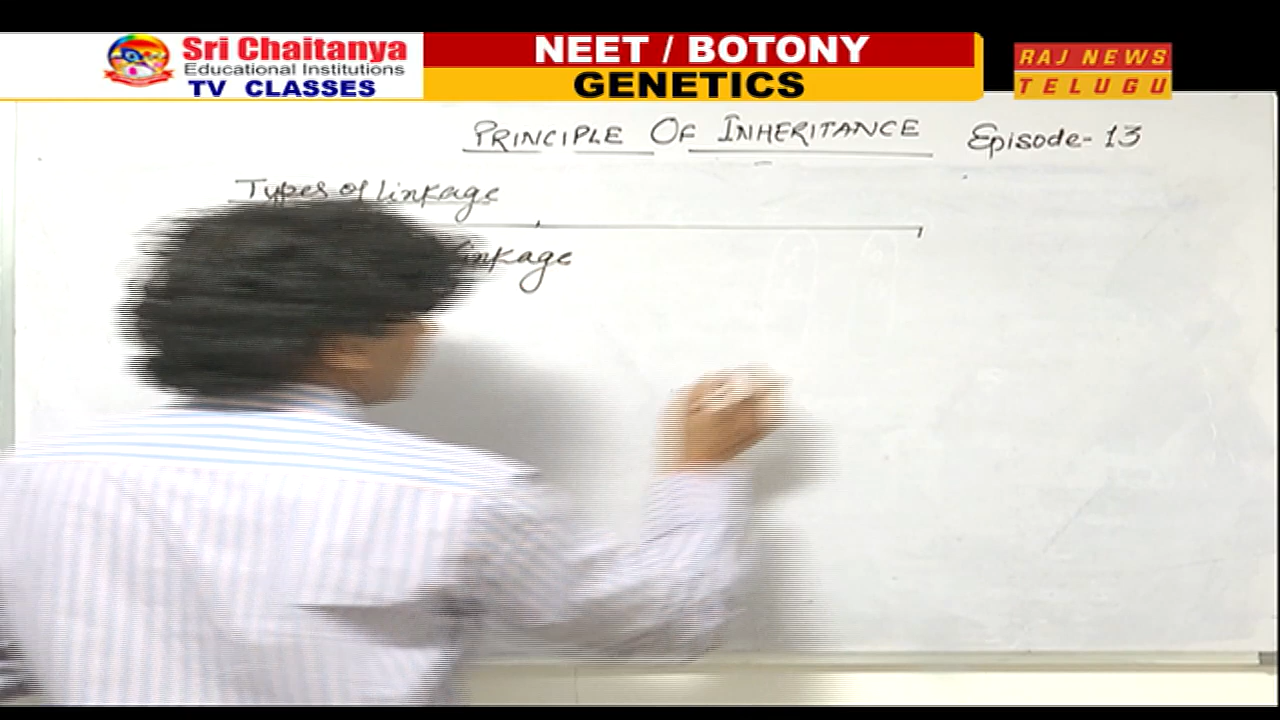 Sri Chaitanya
Educational Institutions
TV CLASSES
NEET / BOTONY
GENETICS
RAJ NEWS
TELUGU
PRINCIPLE OF INHERITANCE
Episode-13
Types of linkage
linkage